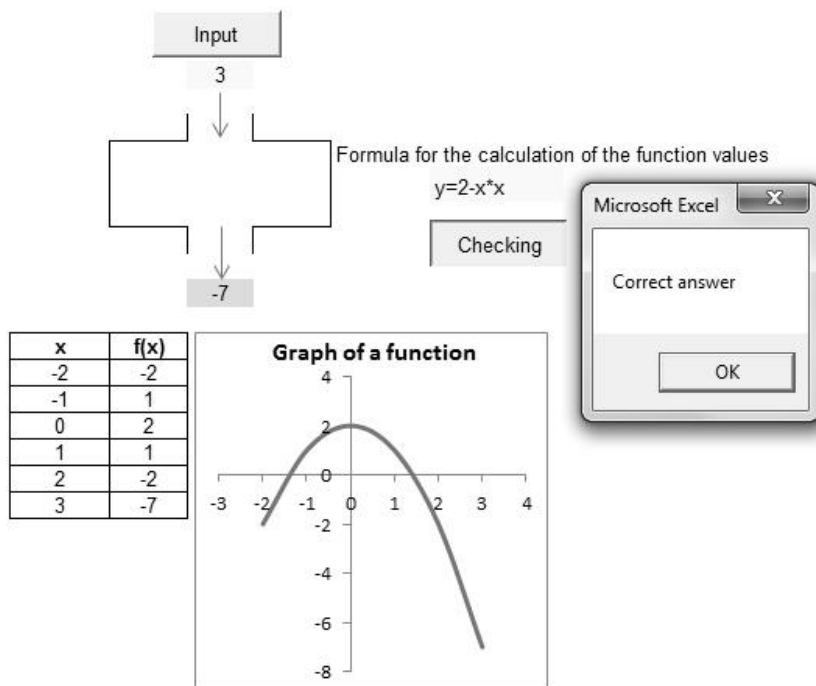 Input
3
Formula for the calculation of the function values
y=2-x*x
Checking
-7
Microsoft Excel
X
Correct answer
OK
x f(x)
-2 -2
-1 1
0 2
1 1
2 -2
3 -7
Graph of a function
4
2
0
-3 -2 -1 0 1 2 3 4
-2
-4
-6
-8